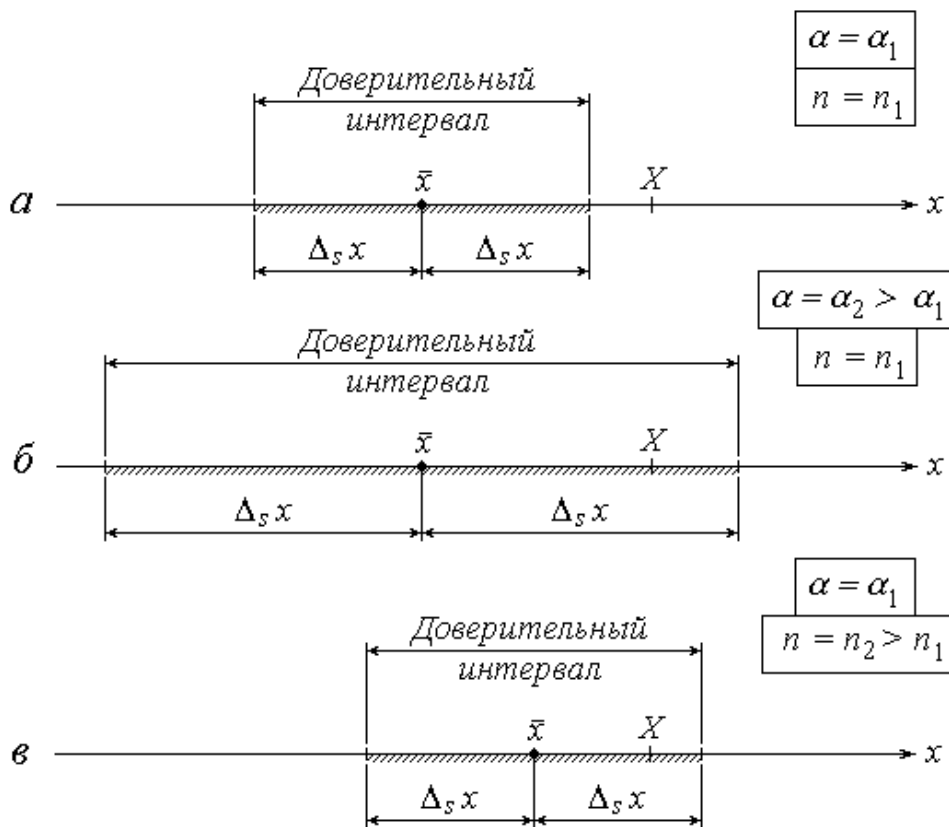 α = α₁
n = n₁
Доверительный
интервал
x̄
X
а
x
Δₛ x
Δₛ x
α = α₂ > α₁
n = n₁
Доверительный
интервал
x̄
X
б
x
Δₛ x
Δₛ x
α = α₁
n = n₂ > n₁
Доверительный
интервал
x̄
X
в
x
Δₛ x
Δₛ x